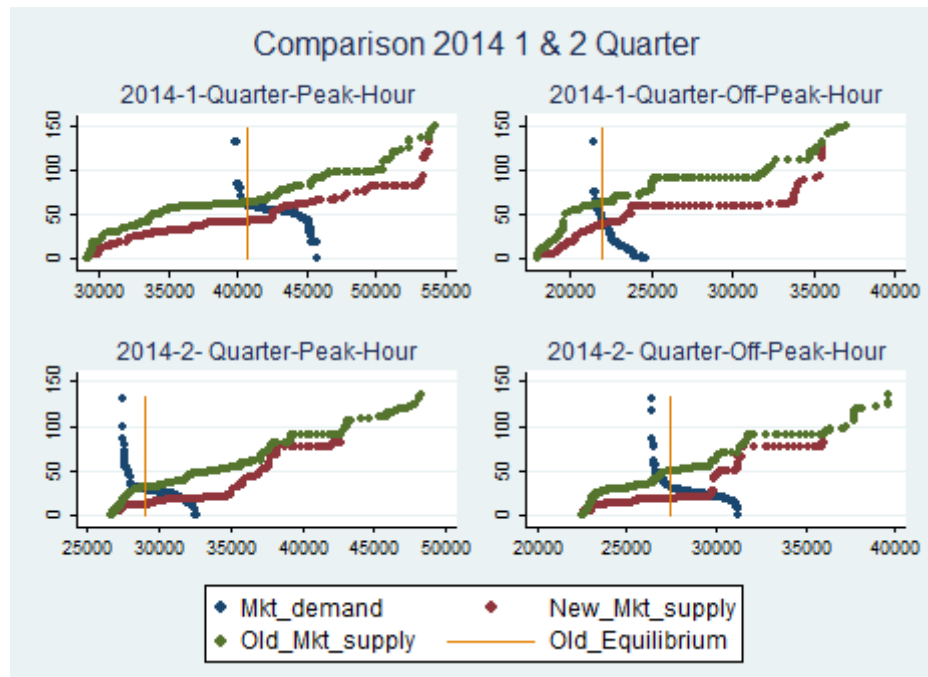 Comparison 2014 1 & 2 Quarter
2014-1-Quarter-Peak-Hour
150
100
50
0
30000 35000 40000 45000 50000 55000
2014-1-Quarter-Off-Peak-Hour
150
100
50
0
20000 25000 30000 35000 40000
2014-2- Quarter-Peak-Hour
150
100
50
0
25000 30000 35000 40000 45000 50000
2014-2- Quarter-Off-Peak-Hour
150
100
50
0
20000 25000 30000 35000 40000
Mkt_demand New_Mkt_supply
Old_Mkt_supply Old_Equilibrium